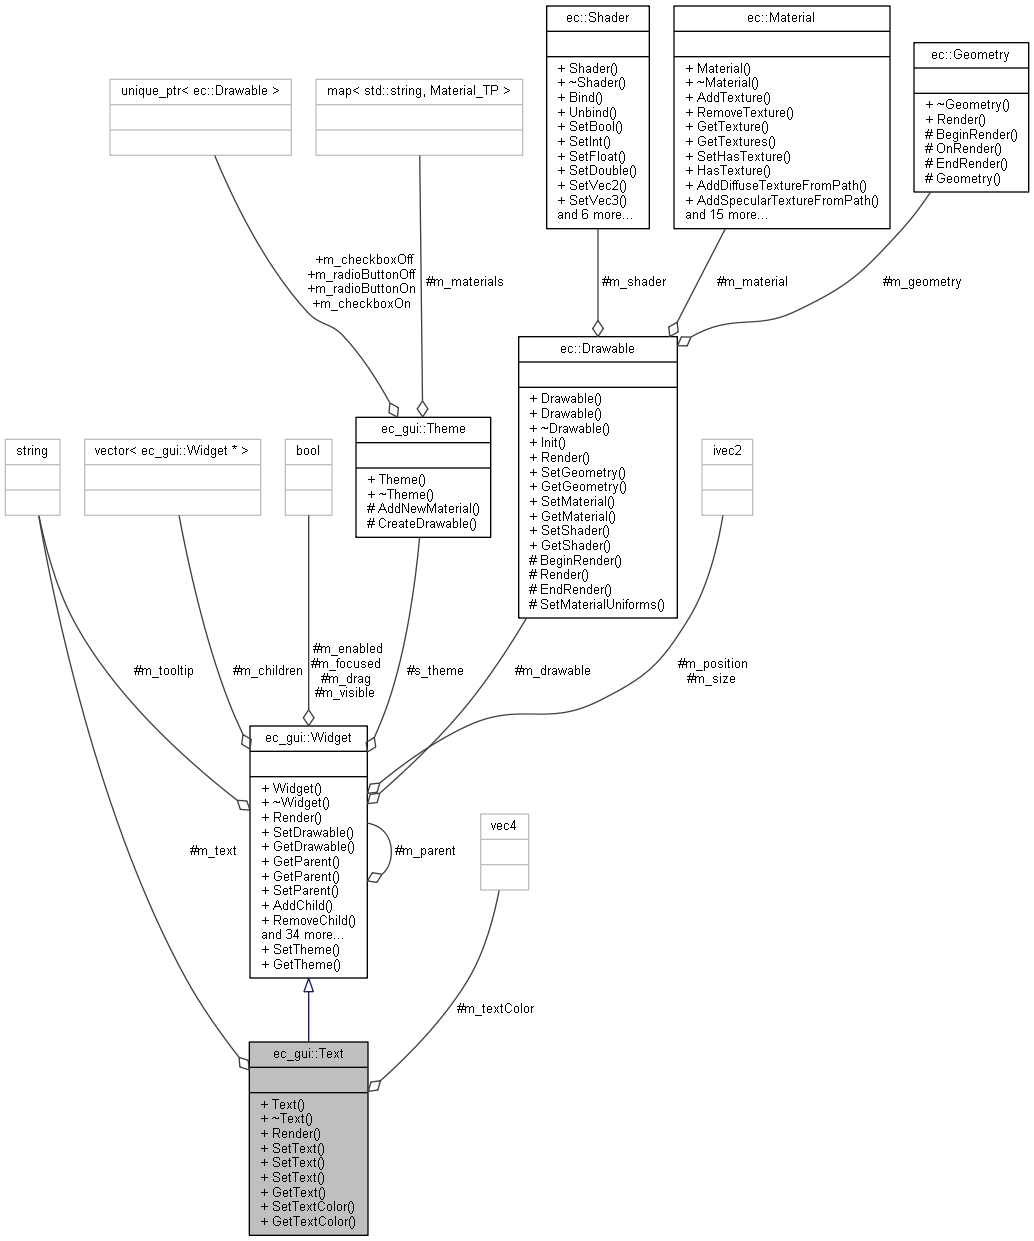 ec::Shader
+ Shader()
+ ~Shader()
+ Bind()
+ Unbind()
+ SetBool()
+ SetInt()
+ SetFloat()
+ SetDouble()
+ SetVec2()
+ SetVec3()
and 6 more...
ec::Material
+ Material()
+ ~Material()
+ AddTexture()
+ RemoveTexture()
+ GetTexture()
+ GetTextures()
+ SetHasTexture()
+ HasTexture()
+ AddDiffuseTextureFromPath()
+ AddSpecularTextureFromPath()
and 15 more...
ec::Geometry
+ ~Geometry()
+ Render()
# BeginRender()
# OnRender()
# EndRender()
# Geometry()
unique_ptr< ec::Drawable >
map< std::string, Material_TP >
+m_checkboxOff
+m_radioButtonOff
+m_radioButtonOn
+m_checkboxOn
#m_materials
#m_shader
#m_material
#m_geometry
ec::Drawable
+ Drawable()
+ Drawable()
+ ~Drawable()
+ Init()
+ Render()
+ SetGeometry()
+ GetGeometry()
+ SetMaterial()
+ GetMaterial()
+ SetShader()
+ GetShader()
# BeginRender()
# Render()
# EndRender()
# SetMaterialUniforms()
ec_gui::Theme
+ Theme()
+ ~Theme()
# AddNewMaterial()
# CreateDrawable()
string
vector< ec_gui::Widget * >
bool
ivec2
#m_tooltip
#m_children
#m_enabled
#m_focused
#m_drag
#m_visible
#s_theme
#m_drawable
#m_position
#m_size
ec_gui::Widget
+ Widget()
+ ~Widget()
+ Render()
+ SetDrawable()
+ GetDrawable()
+ GetParent()
+ GetParent()
+ SetParent()
+ AddChild()
+ RemoveChild()
and 34 more...
+ SetTheme()
+ GetTheme()
#m_text
#m_parent
vec4
#m_textColor
ec_gui::Text
+ Text()
+ ~Text()
+ Render()
+ SetText()
+ SetText()
+ SetText()
+ GetText()
+ SetTextColor()
+ GetTextColor()